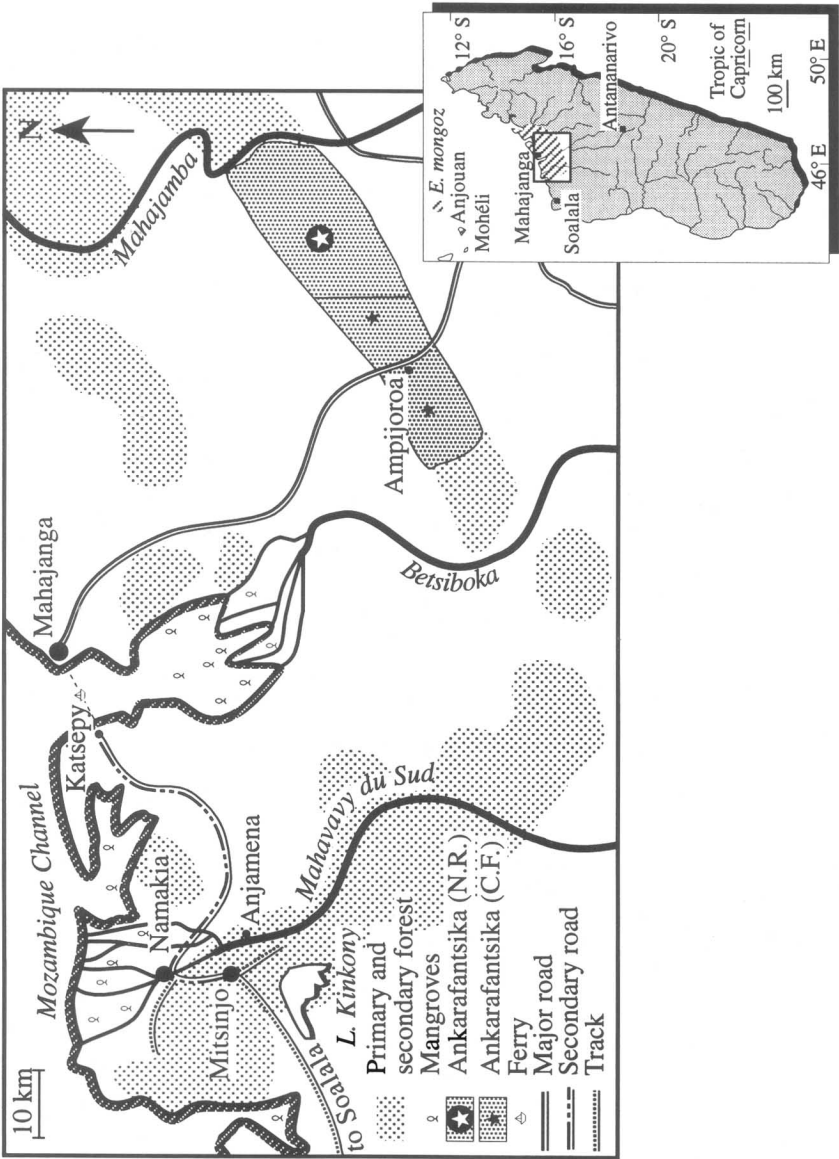 10 km
Mozambique Channel
Katsepy
Mahajanga
Mahajamba
N
Namakia
Mitsinjo
Anjamena
Mahavavy du Sud
Betsiboka
Ampijoroa
to Soalala
L. Kinkony
Primary and
secondary forest
Mangroves
Ankarafantsika (N.R.)
Ankarafantsika (C.F.)
Ferry
Major road
Secondary road
Track
E. mongoz
Anjouan
Mohéli
Mahajanga
Soalala
Antananarivo
12° S
16° S
20° S
Tropic of
Capricorn
100 km
46° E
50° E